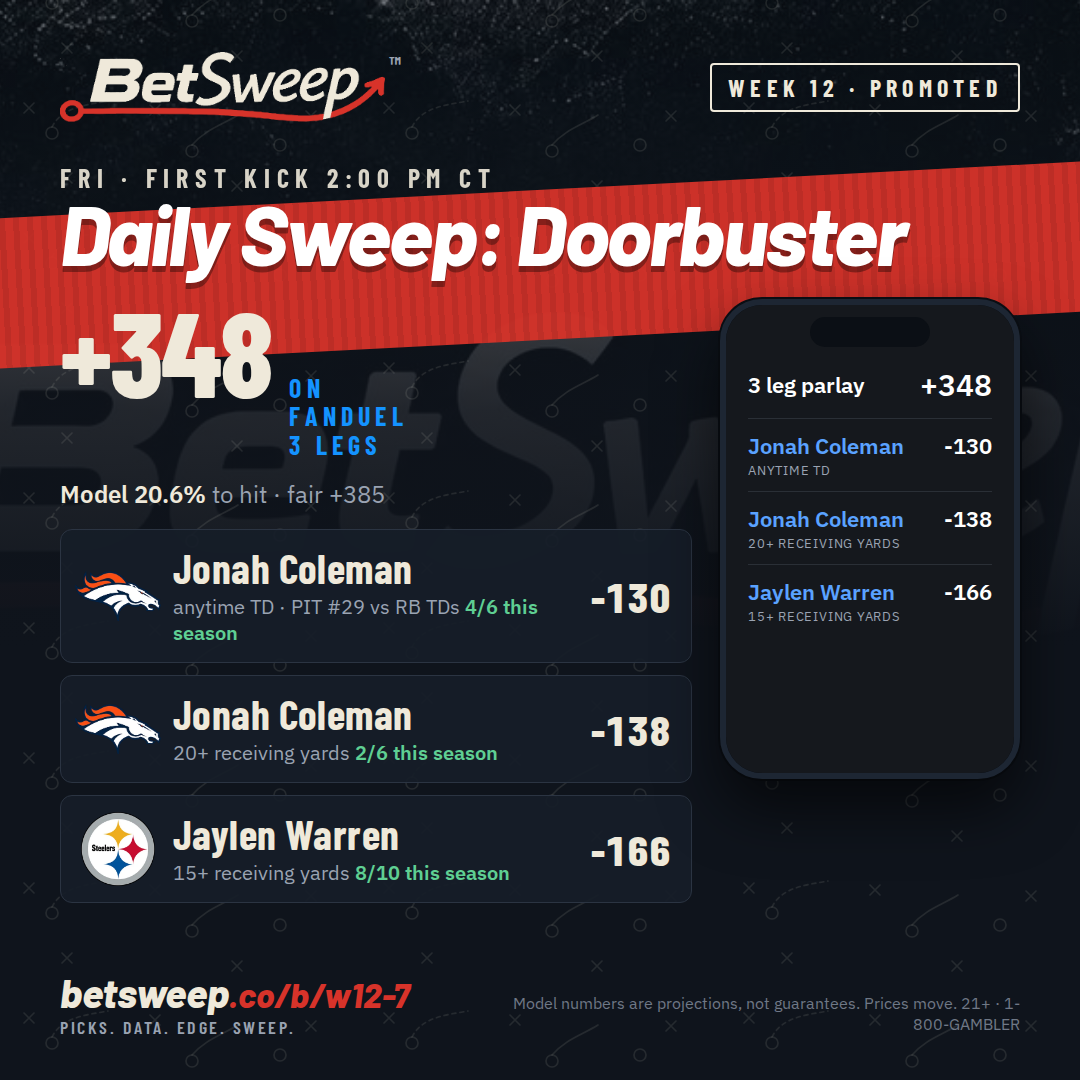 BetSweep™
WEEK 12 · PROMOTED
FRI · FIRST KICK 2:00 PM CT
Daily Sweep: Doorbuster
+348
ON
FANDUEL
3 LEGS
Model 20.6% to hit · fair +385
Jonah Coleman
anytime TD · PIT #29 vs RB TDs 4/6 this
season
-130
Jonah Coleman
20+ receiving yards 2/6 this season
-138
Steelers
Jaylen Warren
15+ receiving yards 8/10 this season
-166
3 leg parlay +348
Jonah Coleman -130
ANYTIME TD
Jonah Coleman -138
20+ RECEIVING YARDS
Jaylen Warren -166
15+ RECEIVING YARDS
BetSweep
betsweep.co/b/w12-7
PICKS. DATA. EDGE. SWEEP.
Model numbers are projections, not guarantees. Prices move. 21+ · 1-
800-GAMBLER